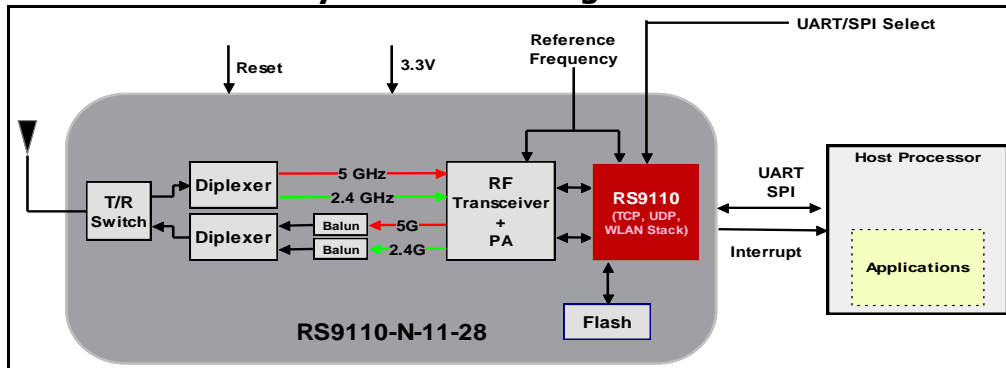 UART/SPI Select
Reference
Frequency
Reset
3.3V
Host Processor
5 GHz
Diplexer
2.4 GHz
T/R
Switch
RF
Transceiver
+
PA
RS9110
(TCP, UDP,
WLAN Stack)
UART
SPI
Diplexer
Balun
5G
Balun
2.4G
Interrupt
Applications
Flash
RS9110-N-11-28